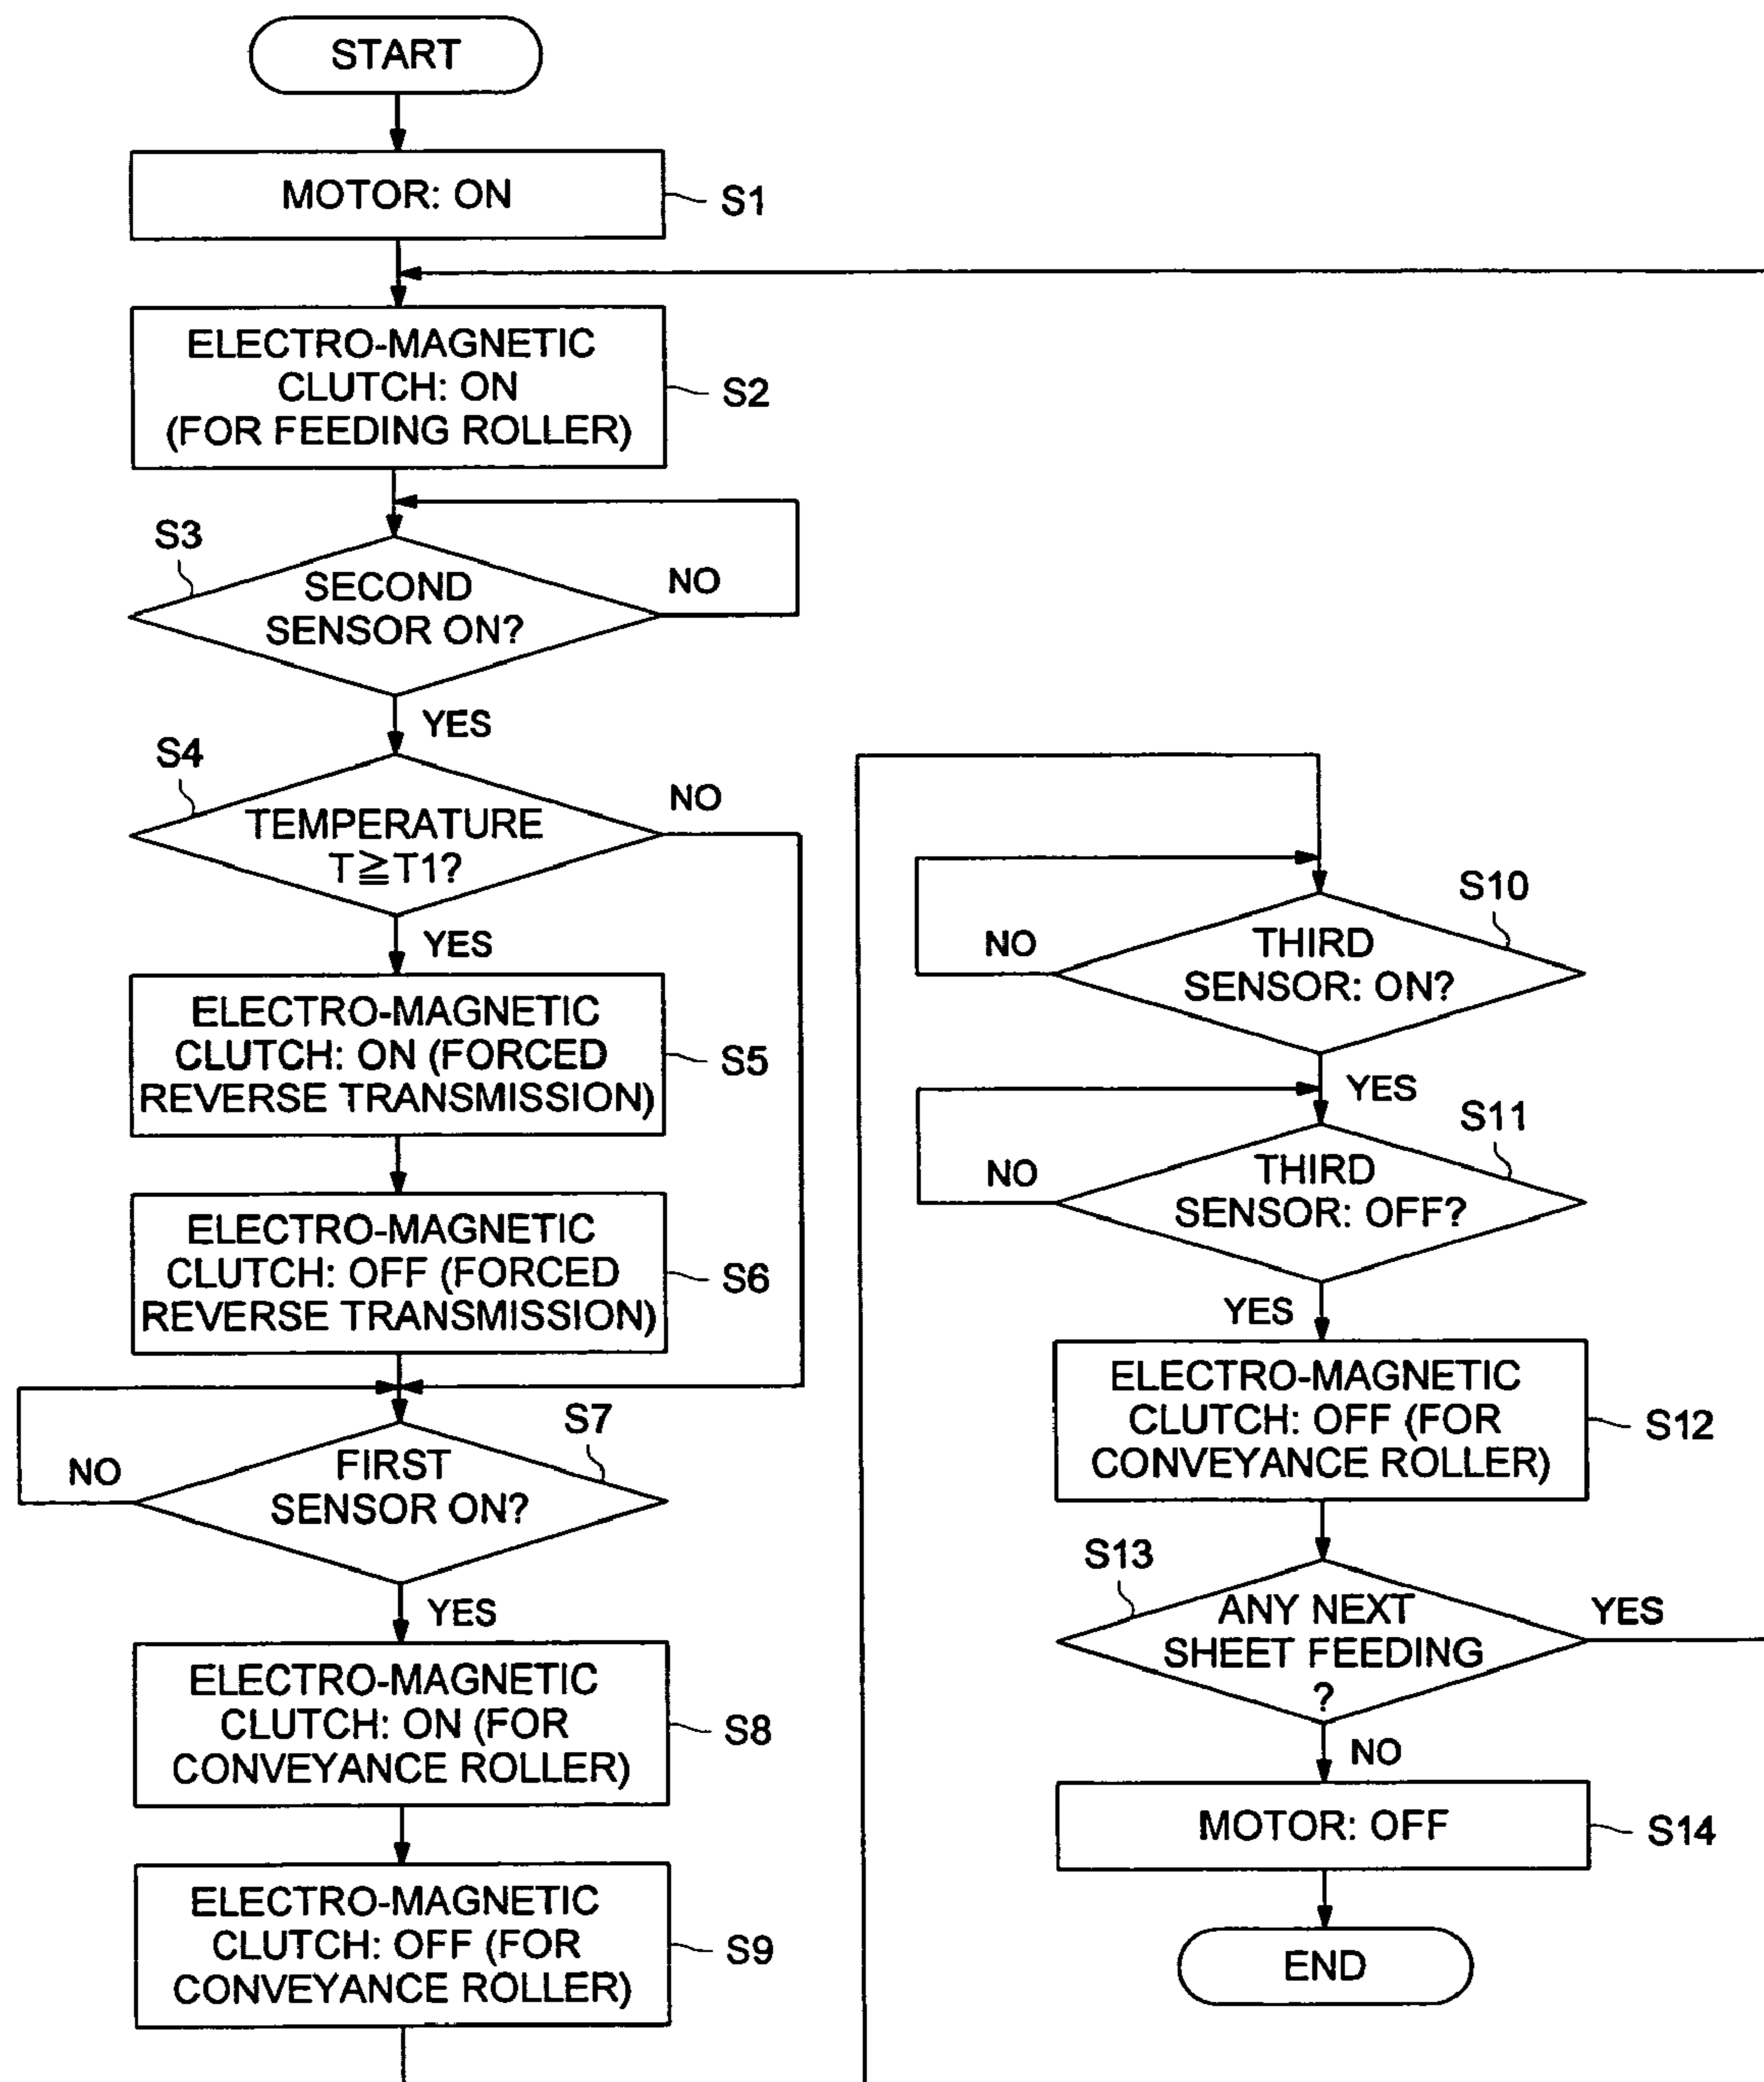 START
MOTOR: ON
S1
ELECTRO-MAGNETIC
CLUTCH: ON
(FOR FEEDING ROLLER)
S2
S3
SECOND
SENSOR ON?
NO
YES
S4
TEMPERATURE
T≧T1?
NO
YES
ELECTRO-MAGNETIC
CLUTCH: ON (FORCED
REVERSE TRANSMISSION)
S5
ELECTRO-MAGNETIC
CLUTCH: OFF (FORCED
REVERSE TRANSMISSION)
S6
S7
FIRST
SENSOR ON?
NO
YES
ELECTRO-MAGNETIC
CLUTCH: ON (FOR
CONVEYANCE ROLLER)
S8
ELECTRO-MAGNETIC
CLUTCH: OFF (FOR
CONVEYANCE ROLLER)
S9
S10
THIRD
SENSOR: ON?
NO
YES
S11
THIRD
SENSOR: OFF?
NO
YES
ELECTRO-MAGNETIC
CLUTCH: OFF (FOR
CONVEYANCE ROLLER)
S12
S13
ANY NEXT
SHEET FEEDING
?
YES
NO
MOTOR: OFF
S14
END